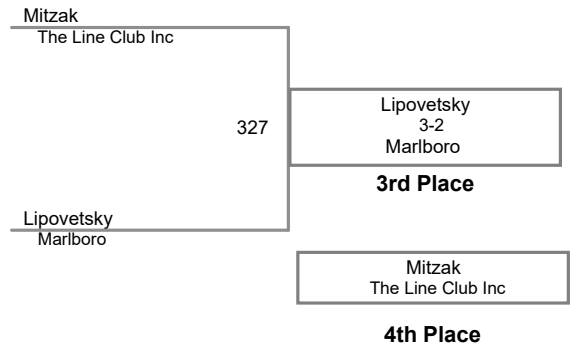 Mitzak
The Line Club Inc
327
Lipovetsky
3-2
Marlboro
3rd Place
Lipovetsky
Marlboro
Mitzak
The Line Club Inc
4th Place